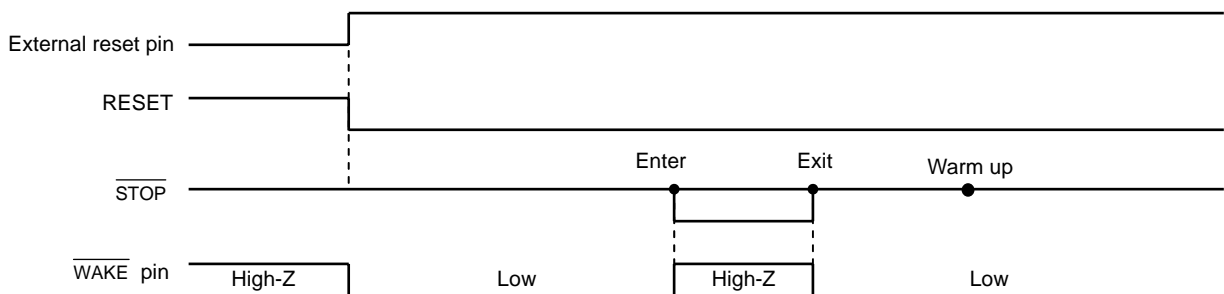 External reset pin
RESET
Enter Exit Warm up
STOP
WAKE pin High-Z Low High-Z Low